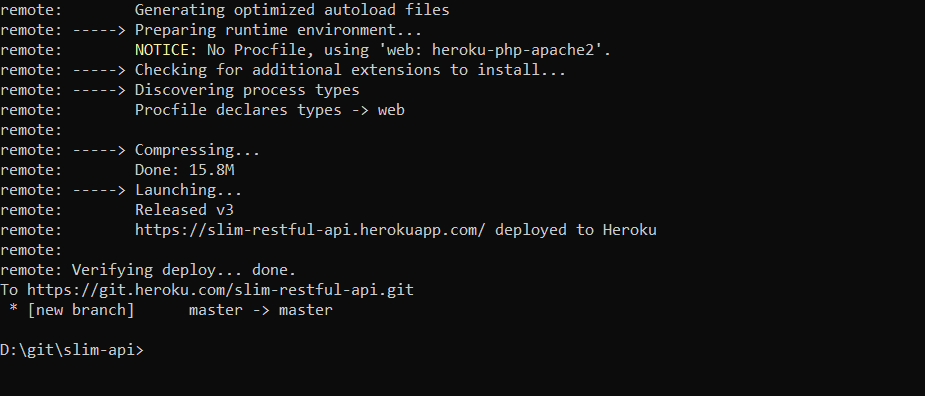 remote:        Generating optimized autoload files
remote: -----> Preparing runtime environment...
remote:        NOTICE: No Procfile, using 'web: heroku-php-apache2'.
remote: -----> Checking for additional extensions to install...
remote: -----> Discovering process types
remote:        Procfile declares types -> web
remote:
remote: -----> Compressing...
remote:        Done: 15.8M
remote: -----> Launching...
remote:        Released v3
remote:        https://slim-restful-api.herokuapp.com/ deployed to Heroku
remote:
remote: Verifying deploy... done.
To https://git.heroku.com/slim-restful-api.git
 * [new branch]      master -> master
D:\git\slim-api>